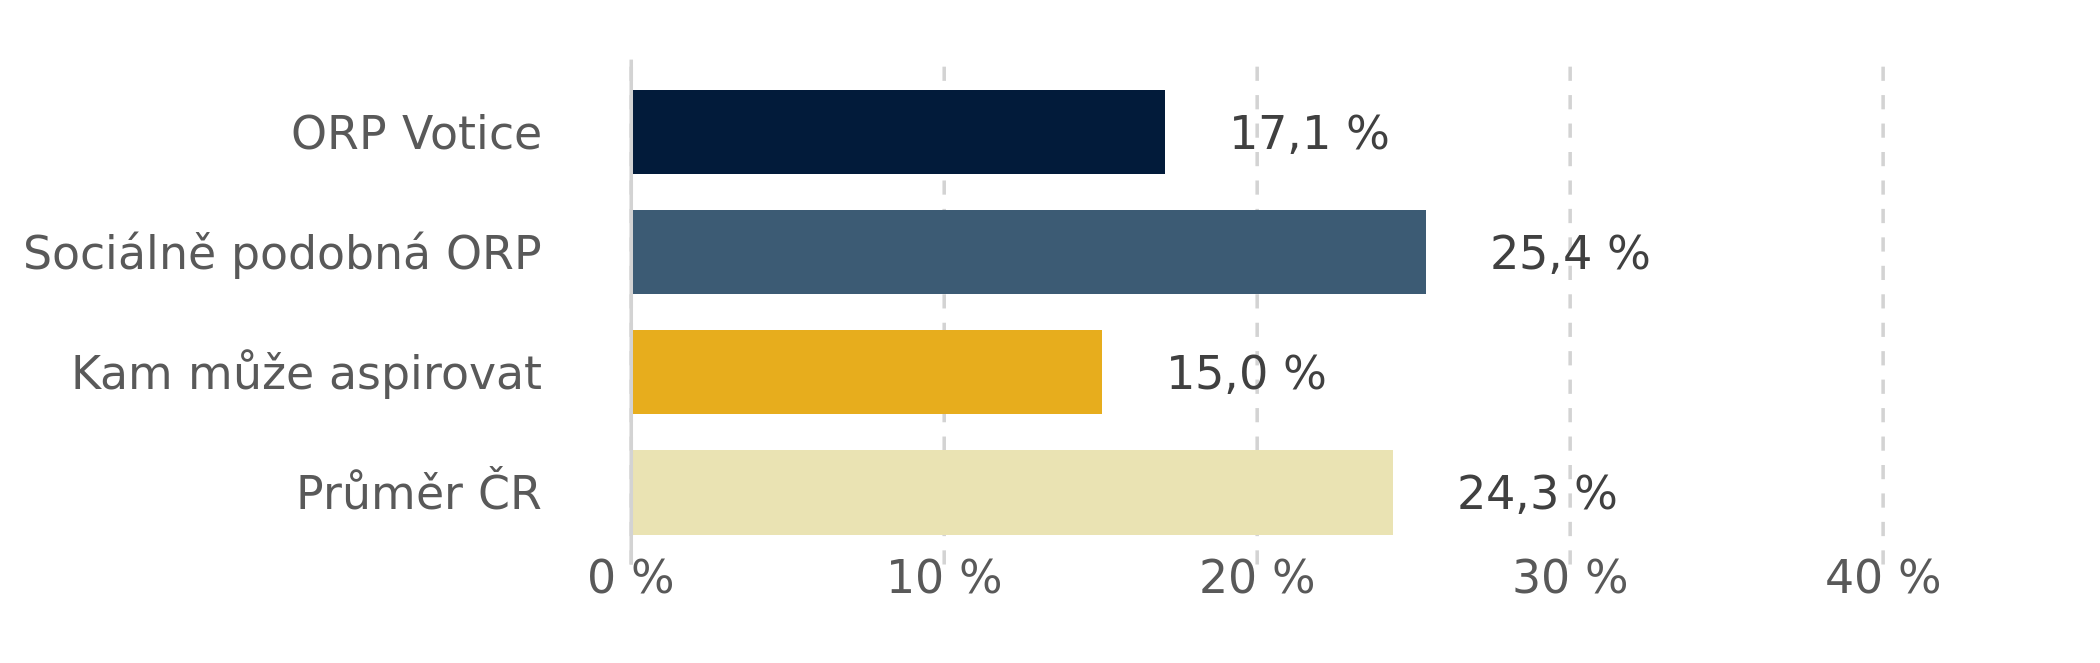 ORP Votice 17,1 %
Sociálně podobná ORP 25,4 %
Kam může aspirovat 15,0 %
Průměr ČR 24,3 %
0 % 10 % 20 % 30 % 40 %